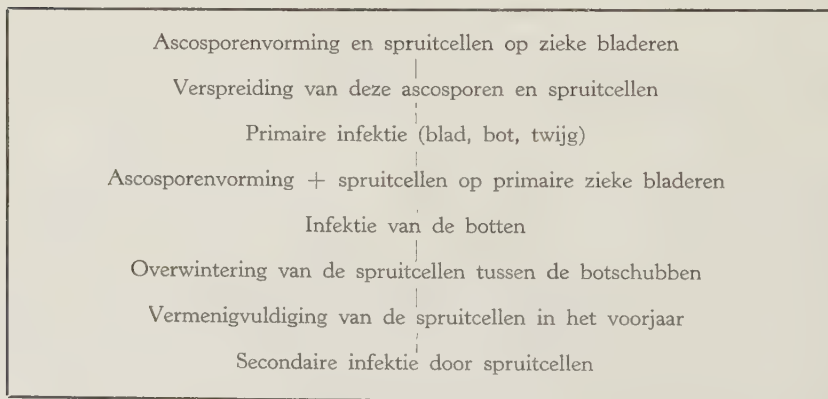 Ascosporenvorming en spruitcellen op zieke bladeren
Verspreiding van deze ascosporen en spruitcellen
Primaire infektie (blad, bot, twijg)
Ascosporenvorming + spruitcellen op primaire zieke bladeren
Infektie van de botten
Overwintering van de spruitcellen tussen de botschubben
Vermenigvuldiging van de spruitcellen in het voorjaar
Secondaire infektie door spruitcellen